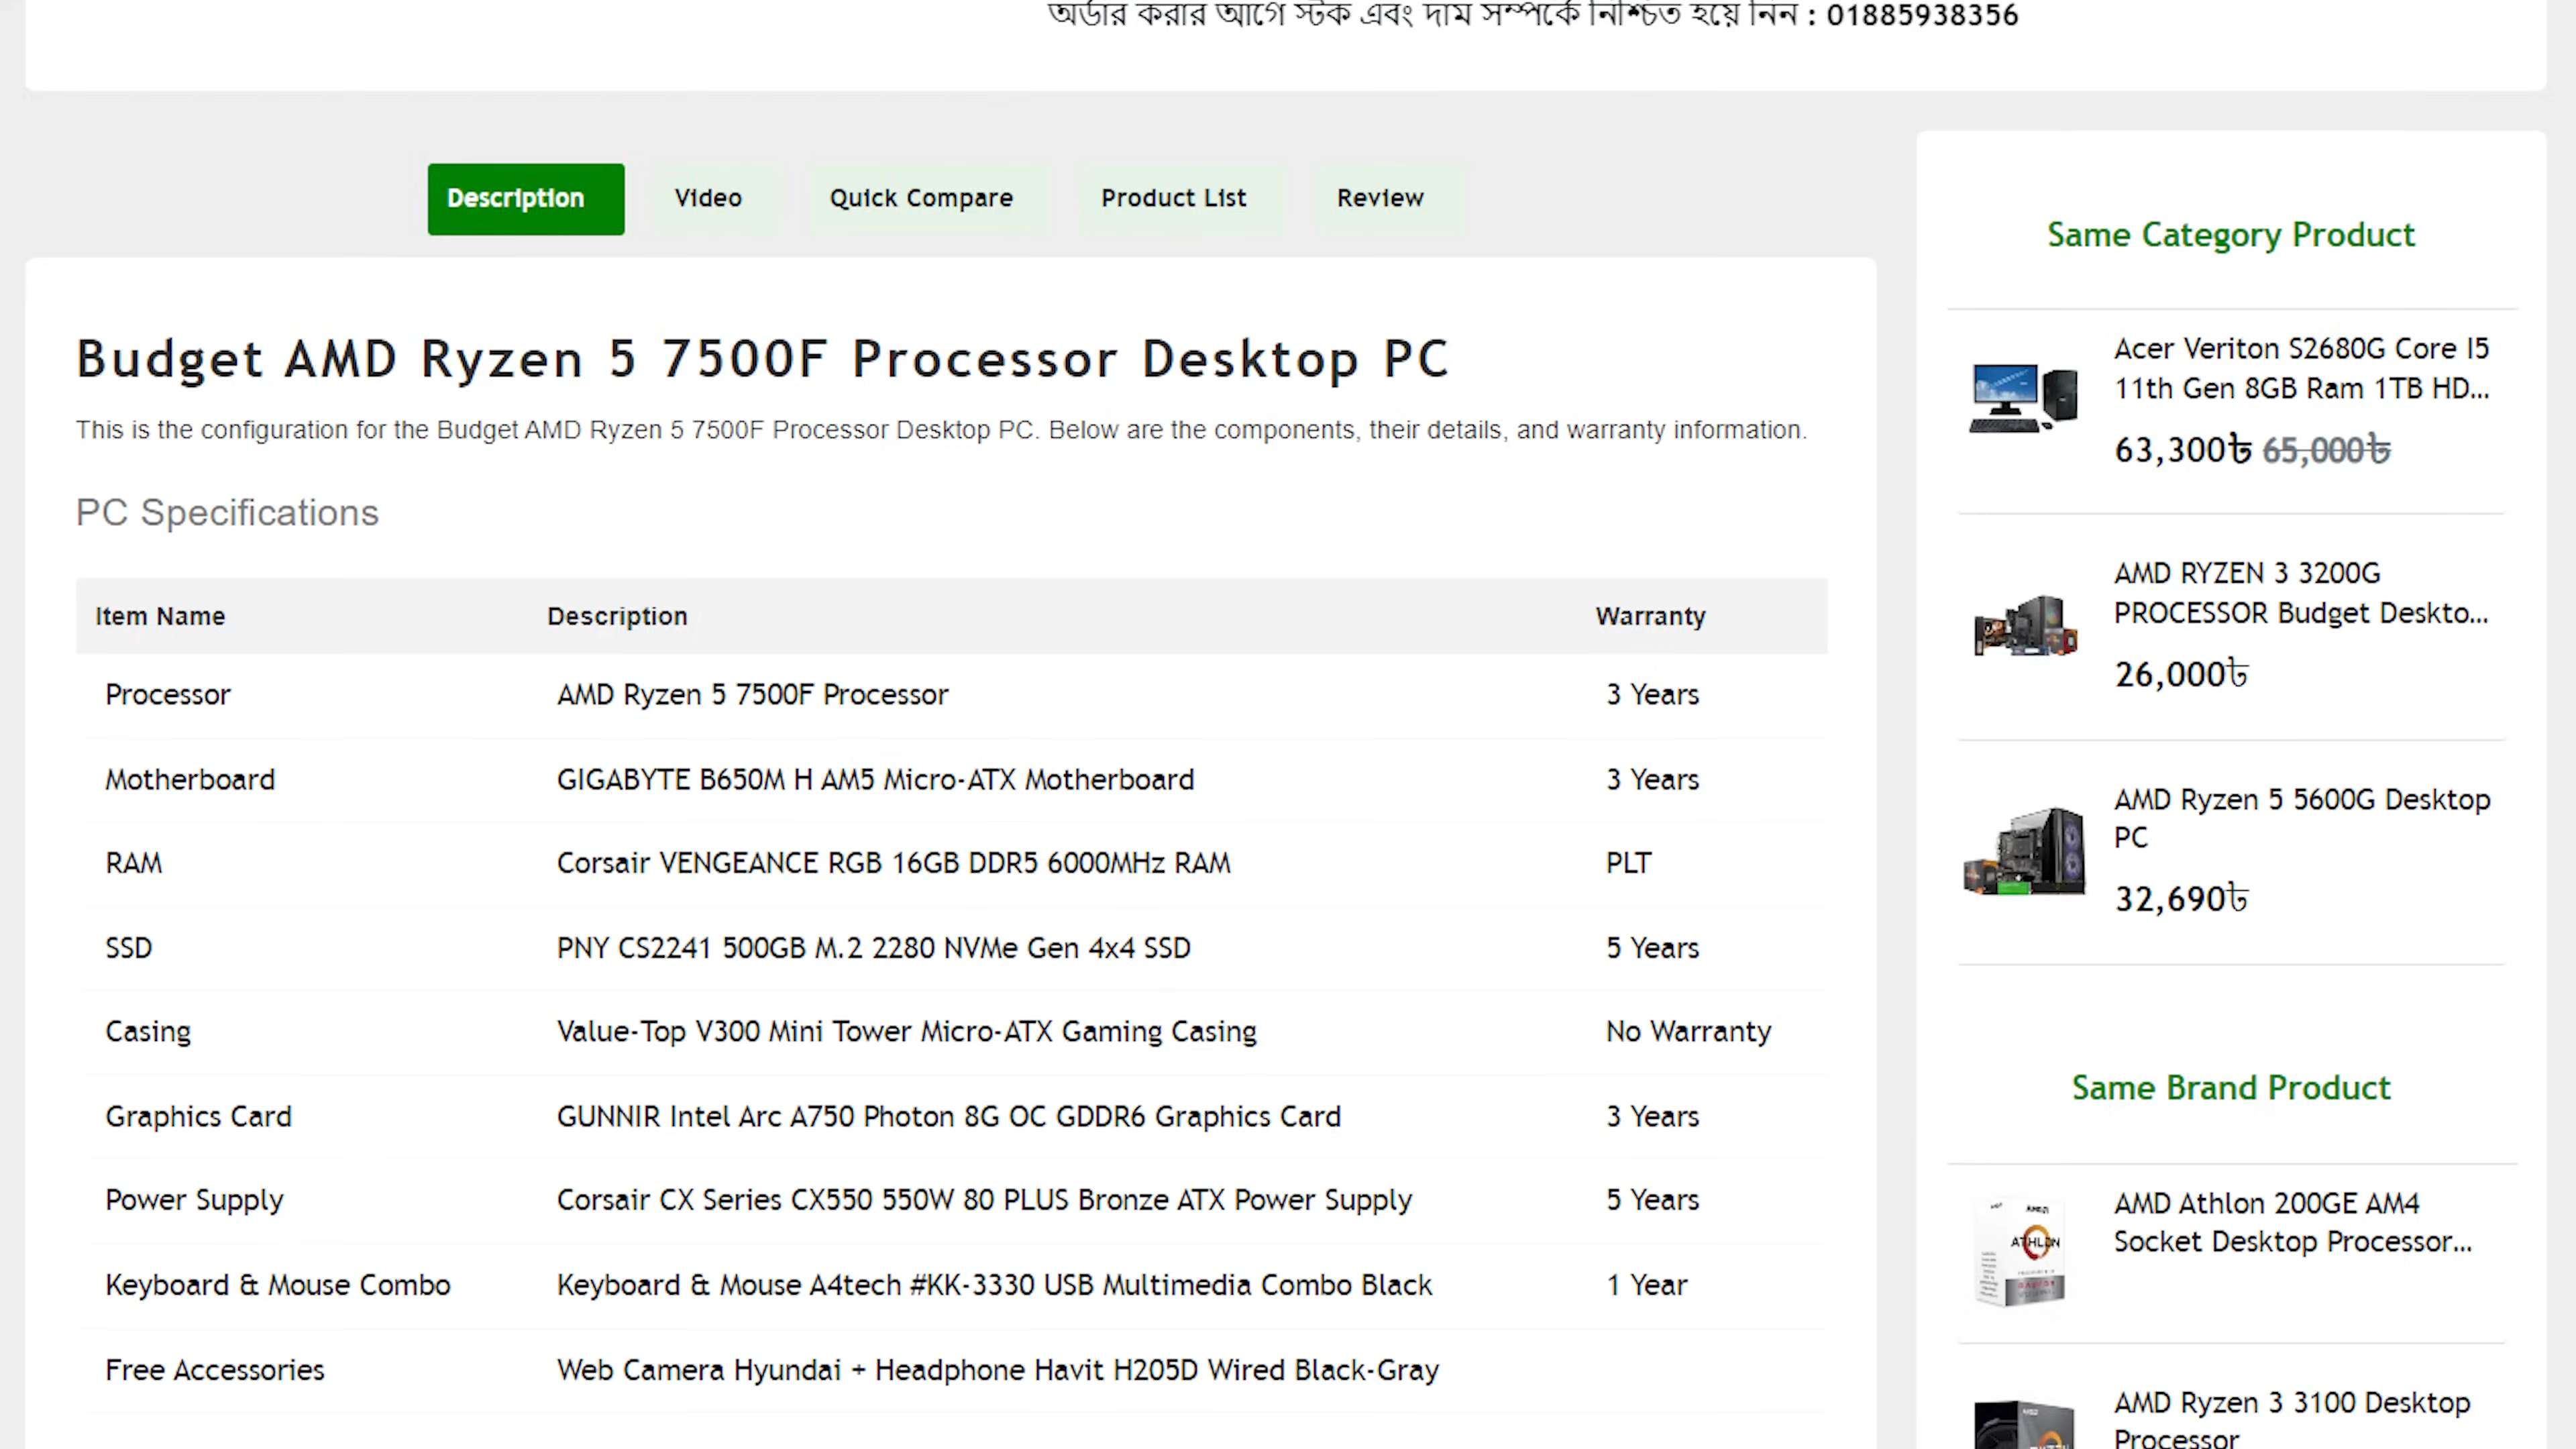 অর্ডার করার আগে স্টক এবং দাম সম্পর্কে নিশ্চিত হয়ে নিন : 01885938356
Description
Video
Quick Compare
Product List
Review
Budget AMD Ryzen 5 7500F Processor Desktop PC
This is the configuration for the Budget AMD Ryzen 5 7500F Processor Desktop PC. Below are the components, their details, and warranty information.
PC Specifications
Item Name Description Warranty
Processor AMD Ryzen 5 7500F Processor 3 Years
Motherboard GIGABYTE B650M H AM5 Micro-ATX Motherboard 3 Years
RAM Corsair VENGEANCE RGB 16GB DDR5 6000MHz RAM PLT
SSD PNY CS2241 500GB M.2 2280 NVMe Gen 4x4 SSD 5 Years
Casing Value-Top V300 Mini Tower Micro-ATX Gaming Casing No Warranty
Graphics Card GUNNIR Intel Arc A750 Photon 8G OC GDDR6 Graphics Card 3 Years
Power Supply Corsair CX Series CX550 550W 80 PLUS Bronze ATX Power Supply 5 Years
Keyboard & Mouse Combo Keyboard & Mouse A4tech #KK-3330 USB Multimedia Combo Black 1 Year
Free Accessories Web Camera Hyundai + Headphone Havit H205D Wired Black-Gray
Same Category Product
Acer Veriton S2680G Core I5
11th Gen 8GB Ram 1TB HD...
63,300৳ 65,000৳
AMD RYZEN 3 3200G
PROCESSOR Budget Deskto...
26,000৳
AMD Ryzen 5 5600G Desktop
PC
32,690৳
Same Brand Product
AMD Athlon 200GE AM4
Socket Desktop Processor...
AMD
ATHLON
AMD Ryzen 3 3100 Desktop
Processor